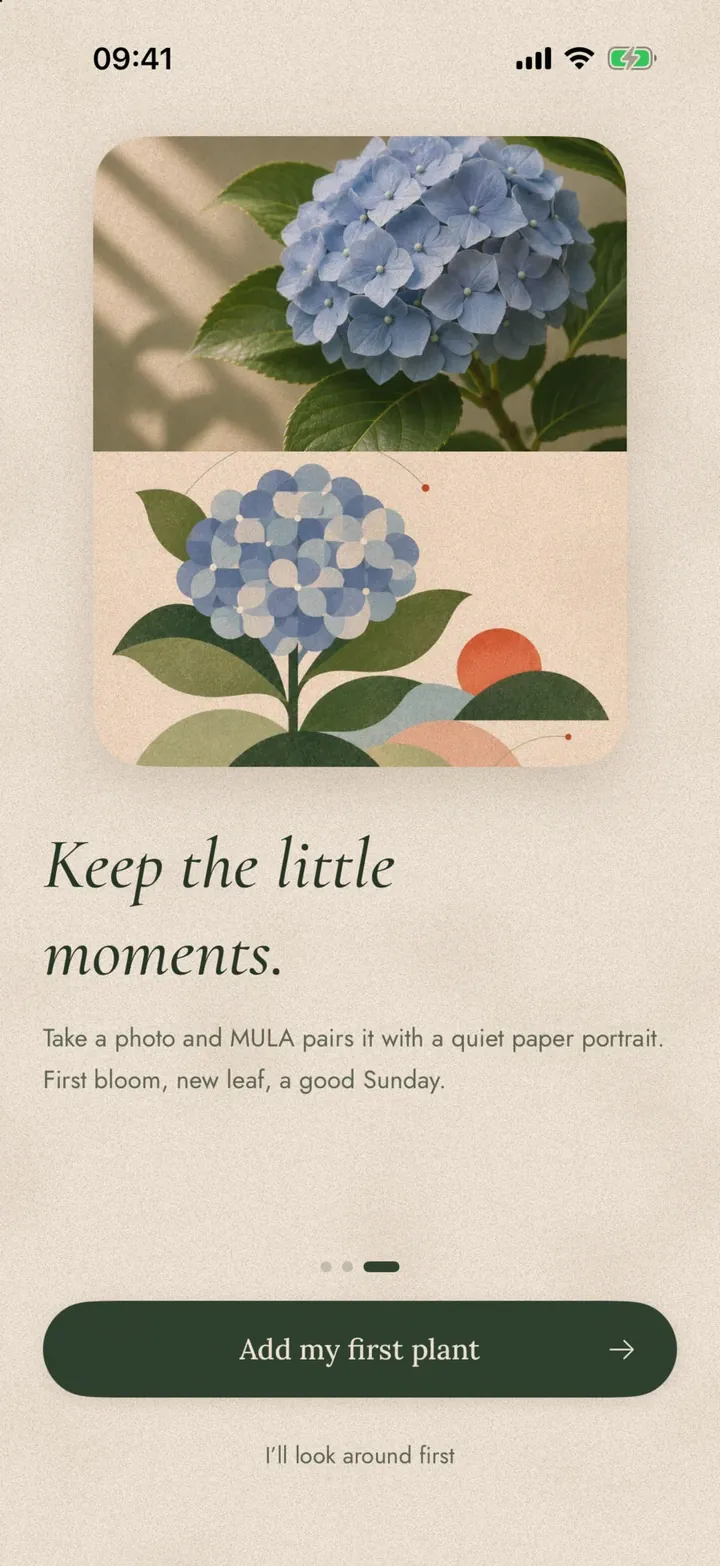 09:41
Keep the little
moments.
Take a photo and MULA pairs it with a quiet paper portrait.
First bloom, new leaf, a good Sunday.
Add my first plant →
I’ll look around first